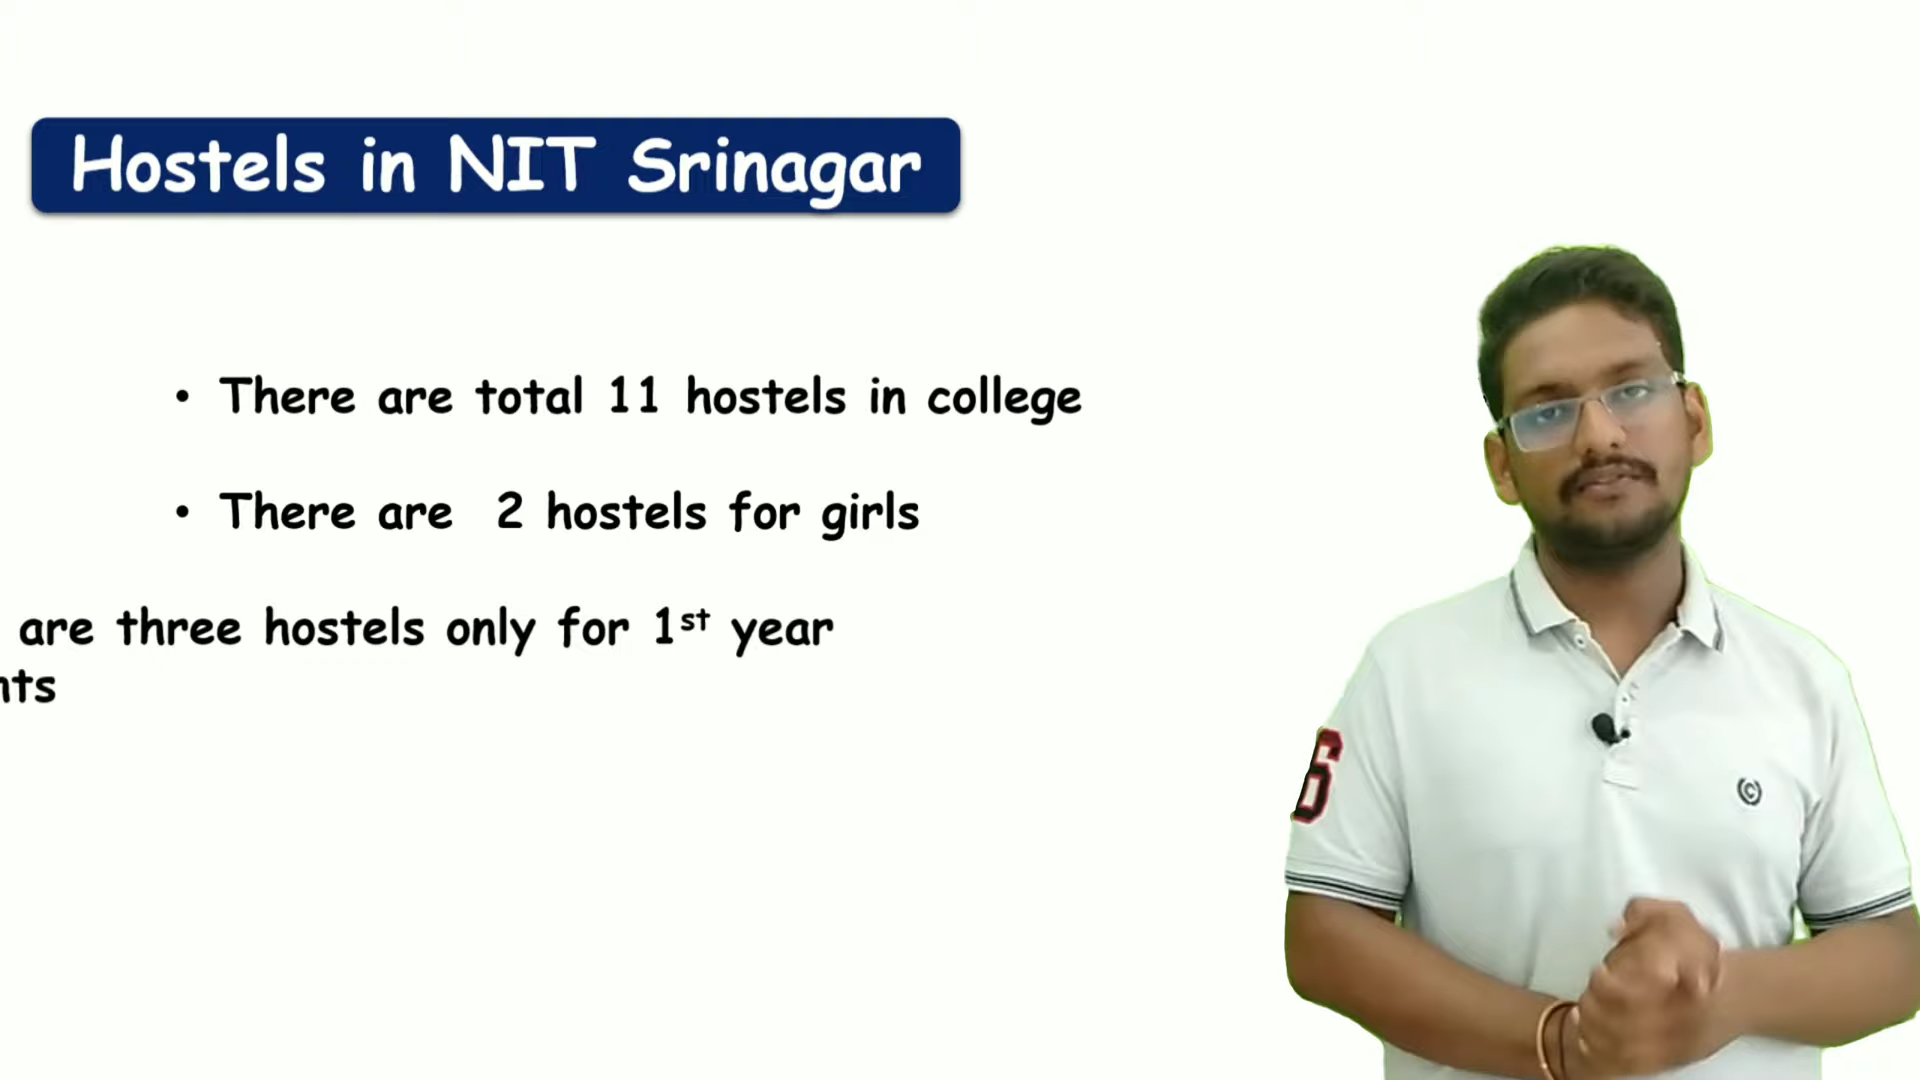 Hostels in NIT Srinagar
• There are total 11 hostels in college
• There are 2 hostels for girls
are three hostels only for 1st year
nts
6
C